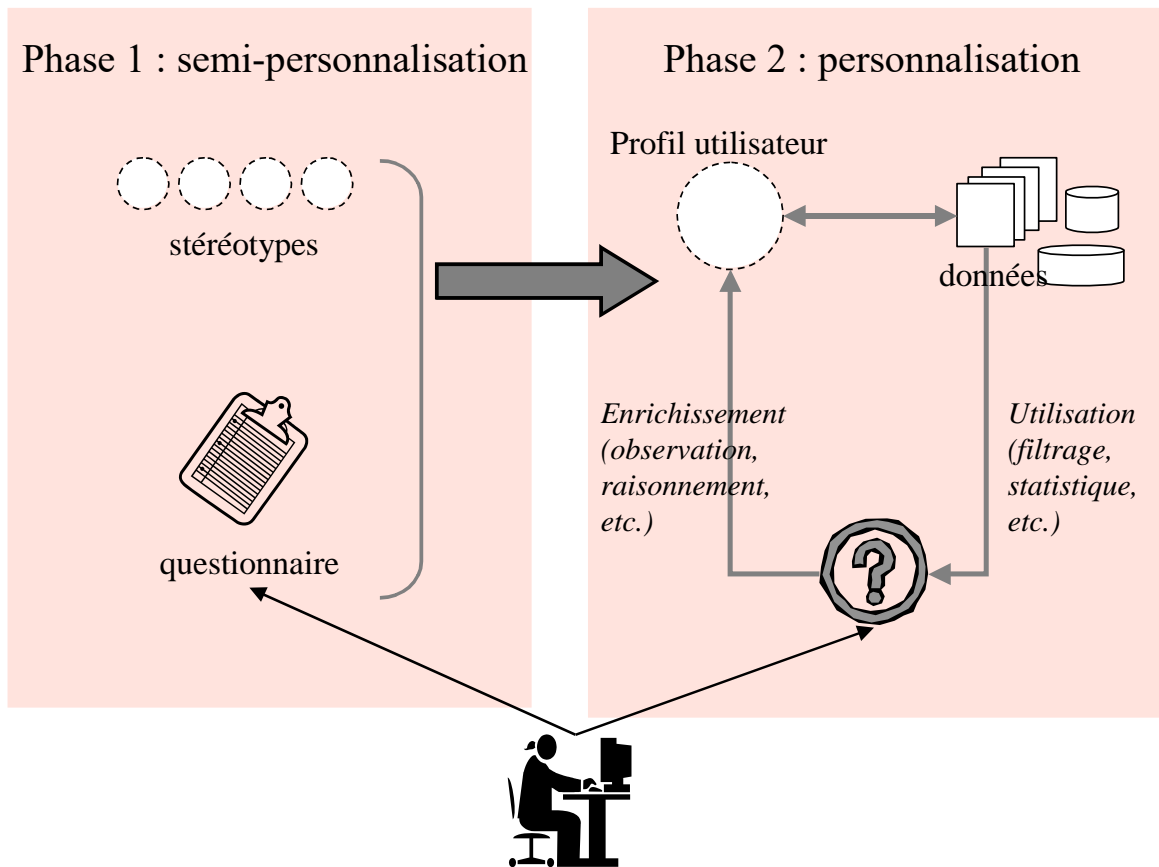 Phase 1 : semi-personnalisation
stéréotypes
questionnaire
Phase 2 : personnalisation
Profil utilisateur
données
Enrichissement
(observation,
raisonnement,
etc.)
Utilisation
(filtrage,
statistique,
etc.)
?